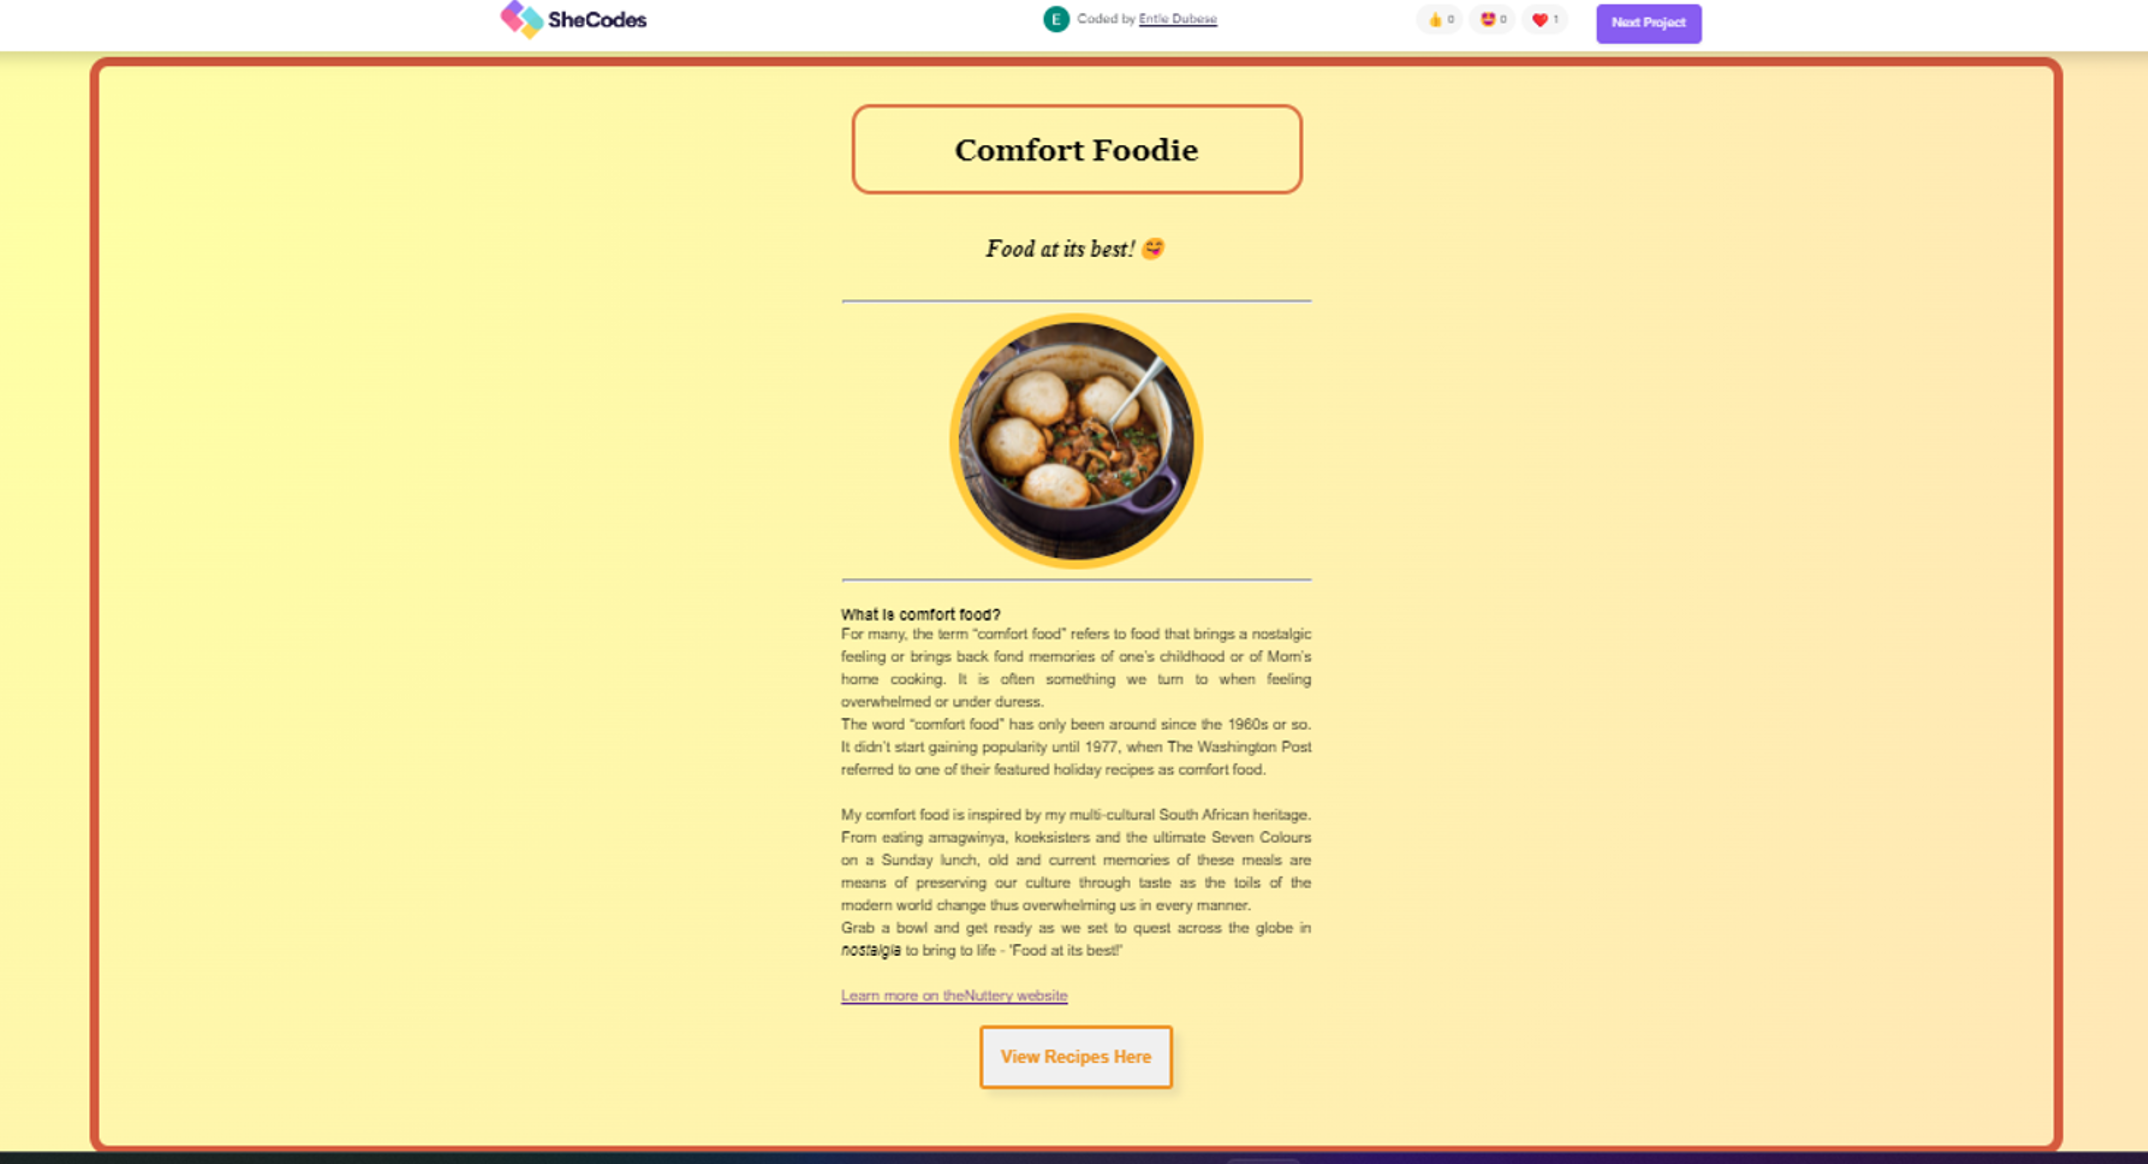 SheCodes
E Coded by Entle Dubese
👍 0 😍 0 ❤️ 1
Next Project
Comfort Foodie
Food at its best! 😋
What is comfort food?
For many, the term “comfort food” refers to food that brings a nostalgic
feeling or brings back fond memories of one’s childhood or of Mom’s
home cooking. It is often something we turn to when feeling
overwhelmed or under duress.
The word “comfort food” has only been around since the 1960s or so.
It didn’t start gaining popularity until 1977, when The Washington Post
referred to one of their featured holiday recipes as comfort food.
My comfort food is inspired by my multi-cultural South African heritage.
From eating amagwinya, koeksisters and the ultimate Seven Colours
on a Sunday lunch, old and current memories of these meals are
means of preserving our culture through taste as the toils of the
modern world change thus overwhelming us in every manner.
Grab a bowl and get ready as we set to quest across the globe in
nostalgia to bring to life - 'Food at its best!'
Learn more on theNuttery website
View Recipes Here